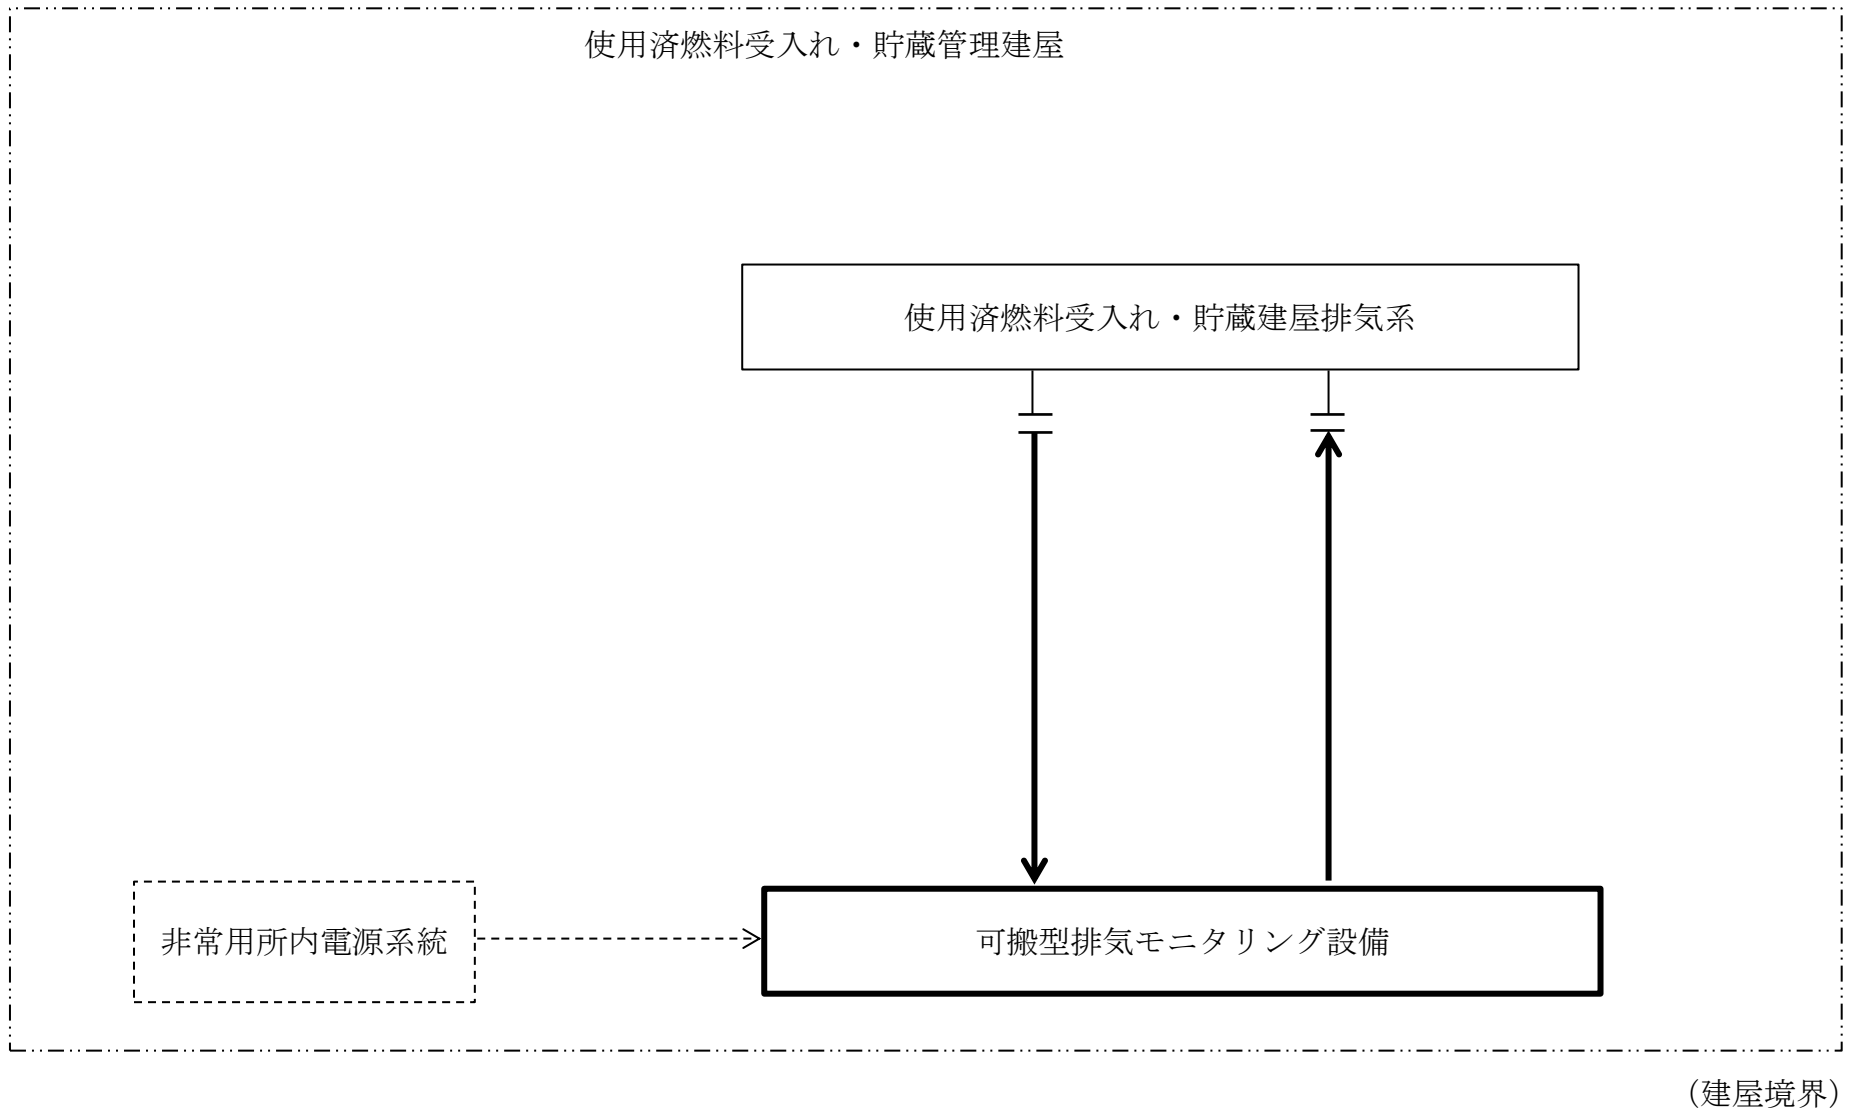 使用済燃料受入れ・貯蔵管理建屋
使用済燃料受入れ・貯蔵建屋排気系
非常用所内電源系統
可搬型排気モニタリング設備
（建屋境界）